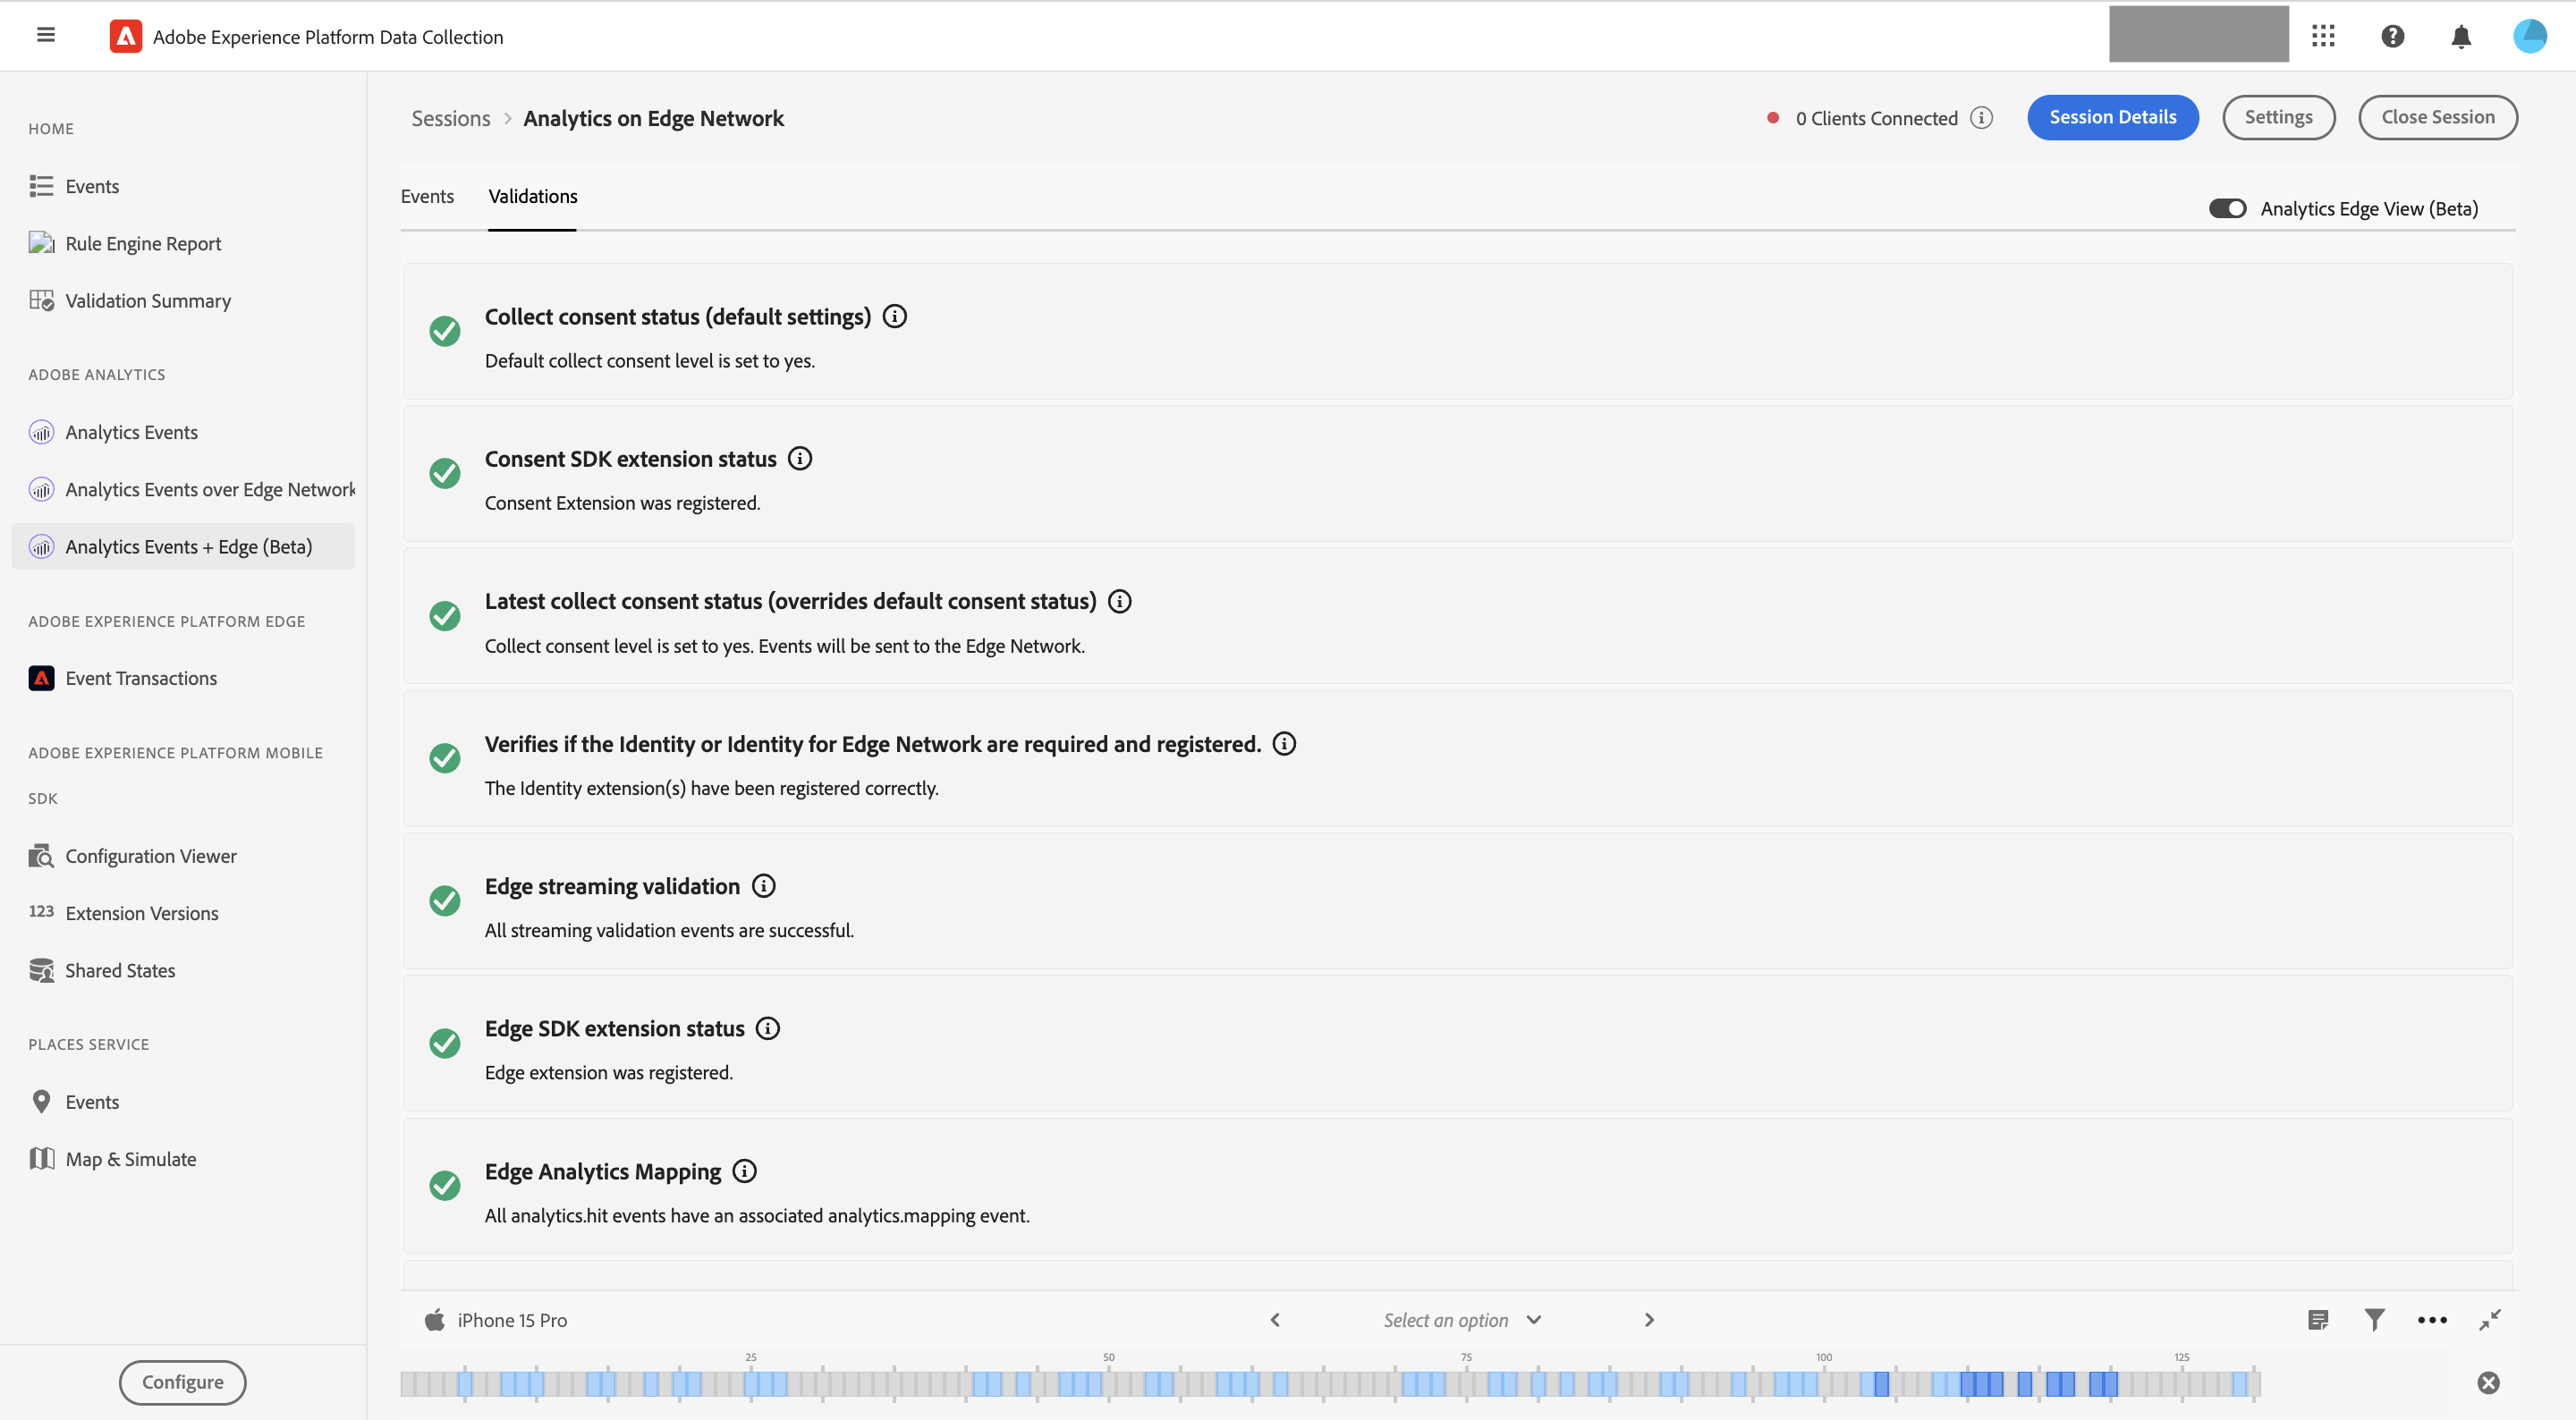 Adobe Experience Platform Data Collection
HOME
Events
Rule Engine Report
Validation Summary
ADOBE ANALYTICS
Analytics Events
Analytics Events over Edge Network
Analytics Events + Edge (Beta)
ADOBE EXPERIENCE PLATFORM EDGE
Event Transactions
ADOBE EXPERIENCE PLATFORM MOBILE
SDK
Configuration Viewer
123 Extension Versions
Shared States
PLACES SERVICE
Events
Map & Simulate
Configure
Sessions > Analytics on Edge Network
0 Clients Connected
Session Details
Settings
Close Session
Events
Validations
Analytics Edge View (Beta)
Collect consent status (default settings)
Default collect consent level is set to yes.
Consent SDK extension status
Consent Extension was registered.
Latest collect consent status (overrides default consent status)
Collect consent level is set to yes. Events will be sent to the Edge Network.
Verifies if the Identity or Identity for Edge Network are required and registered.
The Identity extension(s) have been registered correctly.
Edge streaming validation
All streaming validation events are successful.
Edge SDK extension status
Edge extension was registered.
Edge Analytics Mapping
All analytics.hit events have an associated analytics.mapping event.
iPhone 15 Pro
Select an option
25
50
75
100
125